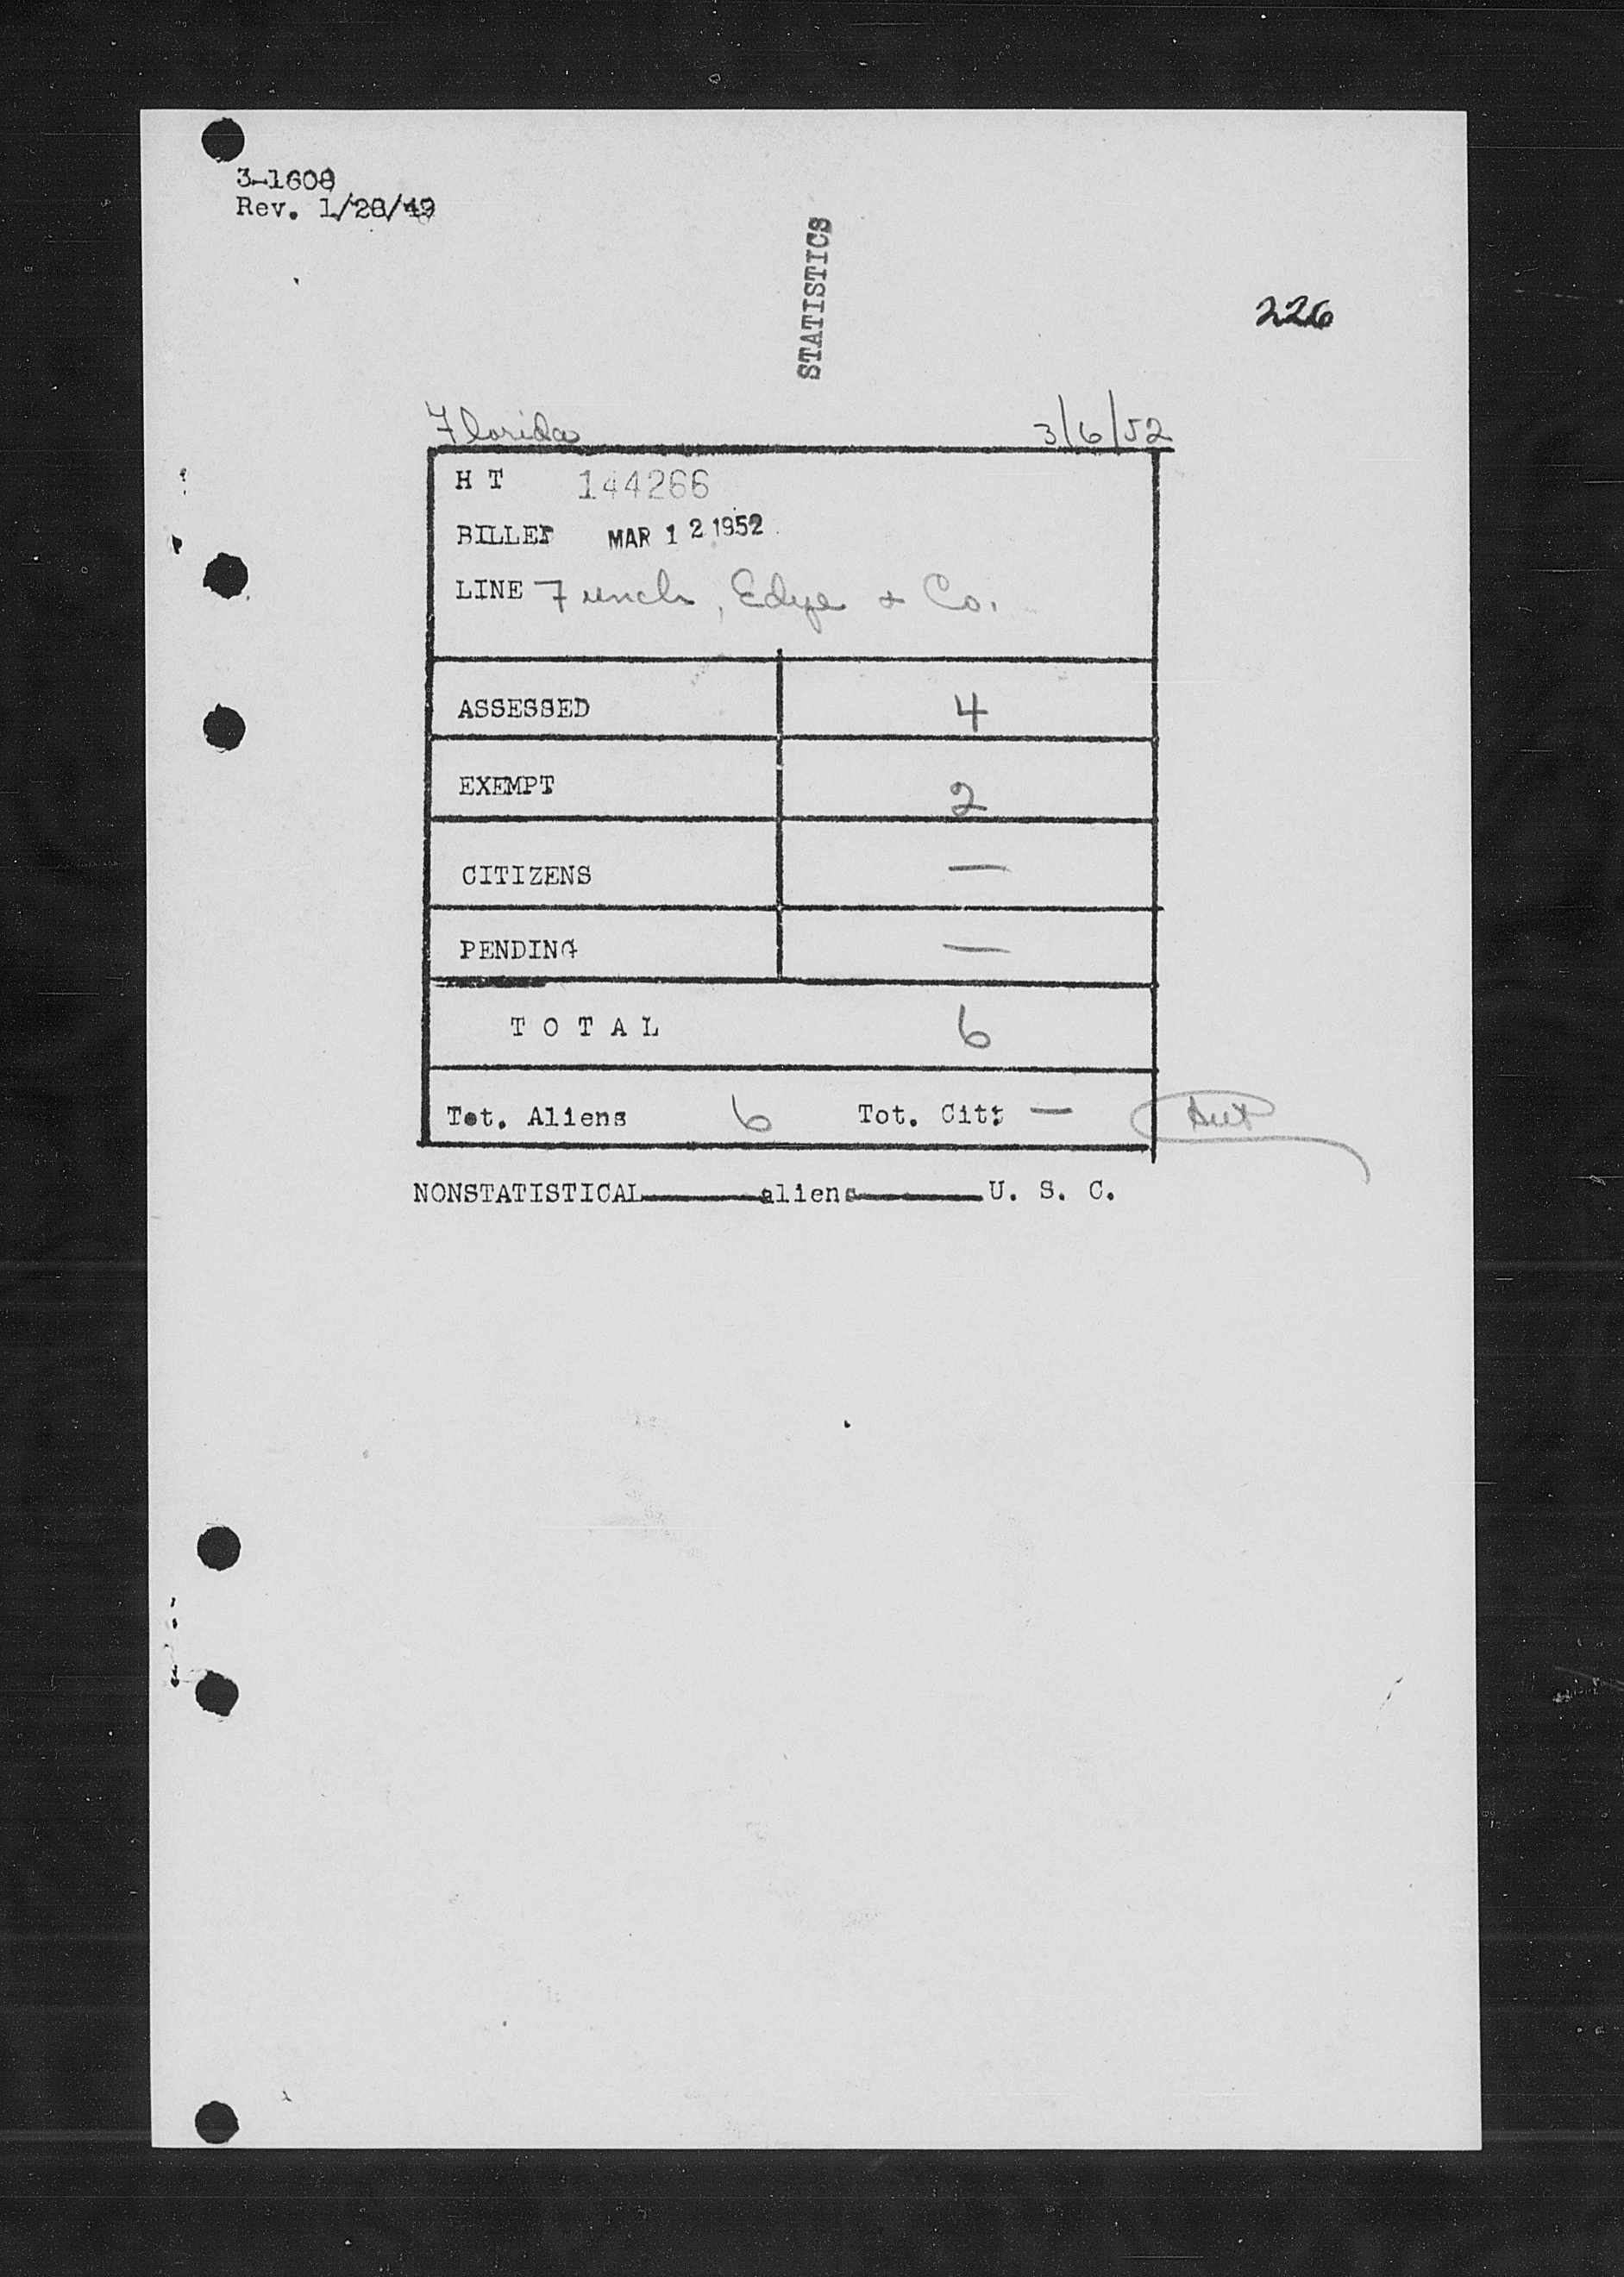 3-1608
Rev. 1/28/49
STATISTICS
226
Florida 3/6/52
H T 144266
BILLED MAR 12 1952
LINE Funch, Edye & Co.
ASSESSED 4
EXEMPT 2
CITIZENS —
PENDING —
T O T A L 6
Tot. Aliens 6 Tot. Cit: —
NONSTATISTICAL aliens U. S. C.